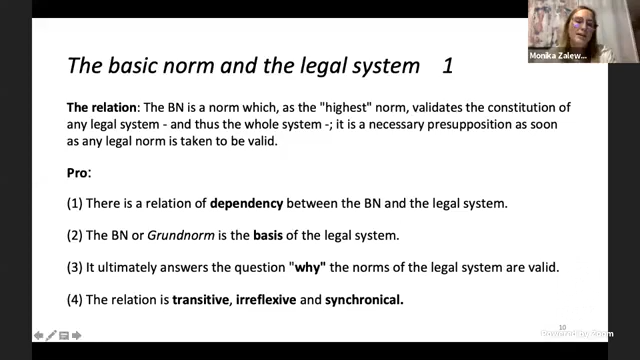 The basic norm and the legal system 1
Monika Zalew...
The relation: The BN is a norm which, as the "highest" norm, validates the constitution of
any legal system - and thus the whole system -; it is a necessary presupposition as soon
as any legal norm is taken to be valid.
Pro:
(1) There is a relation of dependency between the BN and the legal system.
(2) The BN or Grundnorm is the basis of the legal system.
(3) It ultimately answers the question "why" the norms of the legal system are valid.
(4) The relation is transitive, irreflexive and synchronical.
10
Powered by Zoom